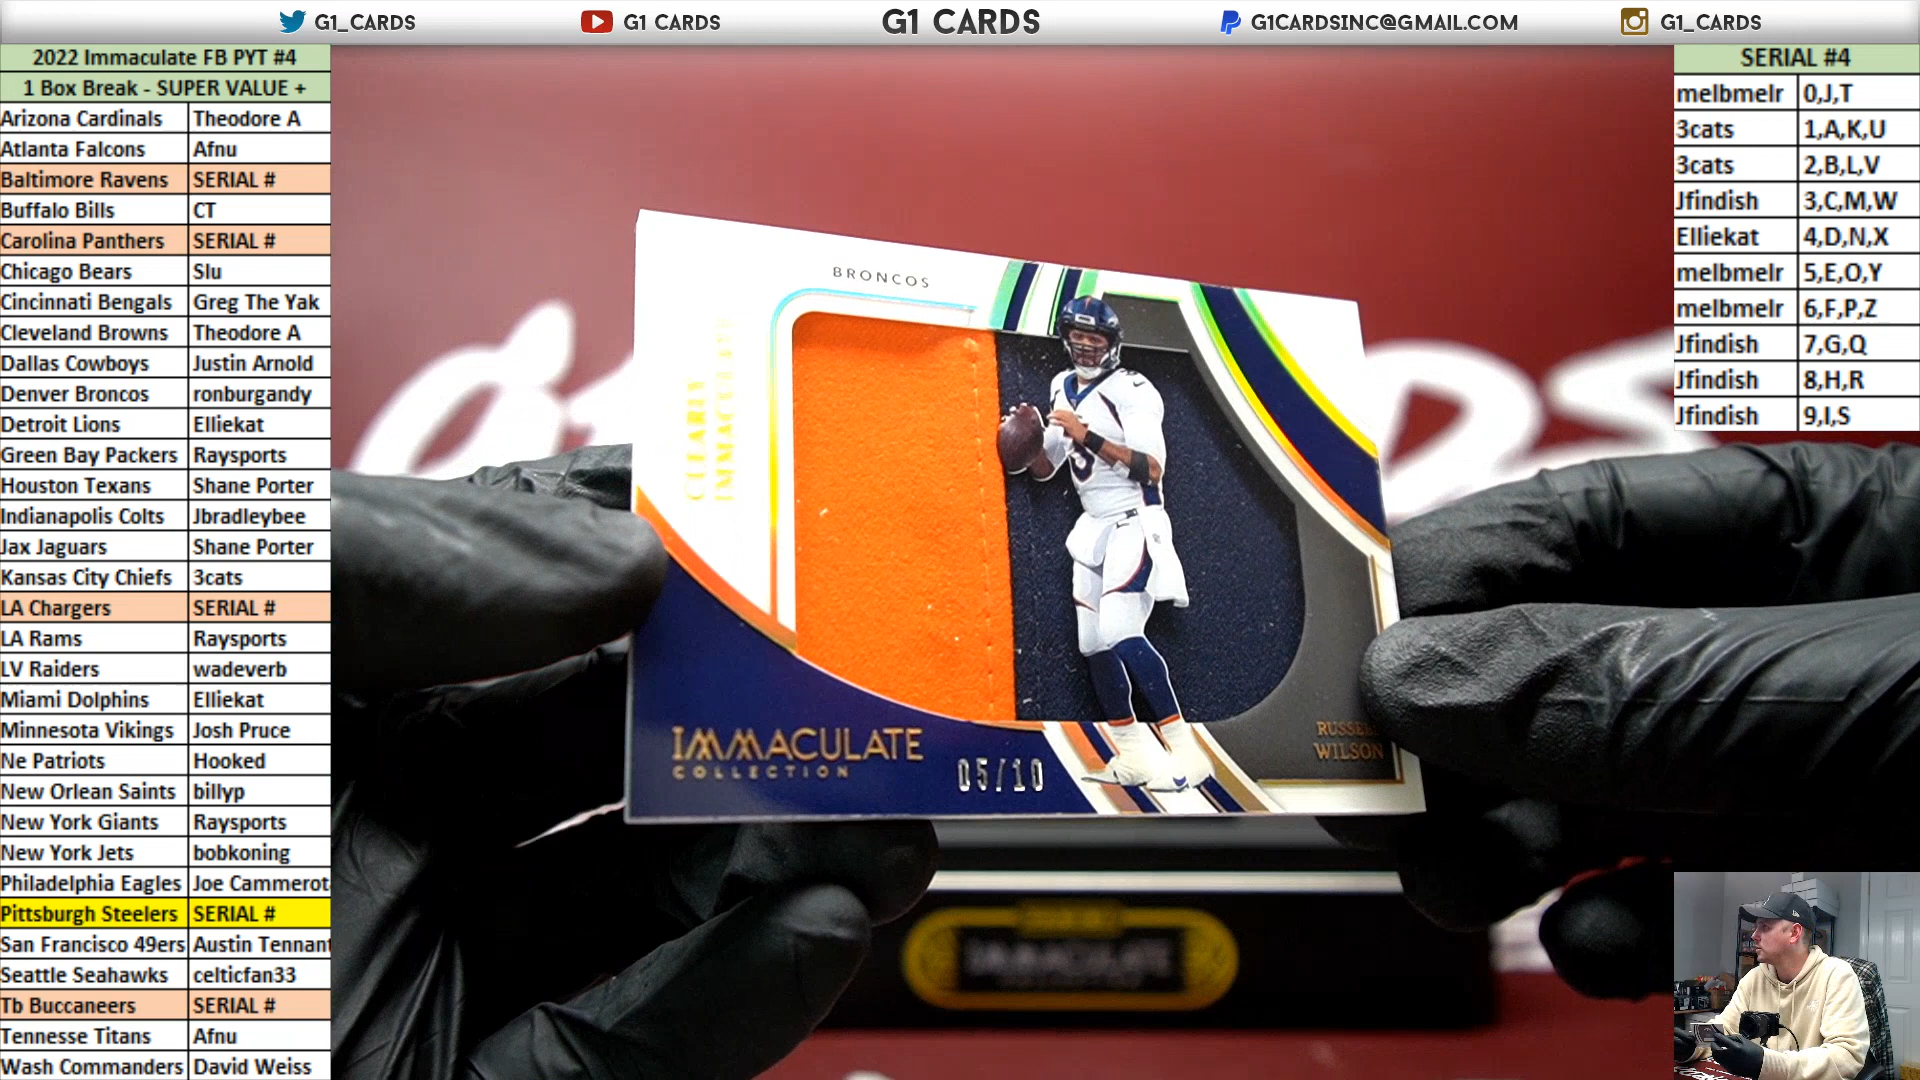 G1_CARDS
G1 CARDS
G1 CARDS
G1CARDSINC@GMAIL.COM
G1_CARDS
2022 Immaculate FB PYT #4
1 Box Break - SUPER VALUE +
Arizona Cardinals Theodore A
Atlanta Falcons Afnu
Baltimore Ravens SERIAL #
Buffalo Bills CT
Carolina Panthers SERIAL #
Chicago Bears Slu
Cincinnati Bengals Greg The Yak
Cleveland Browns Theodore A
Dallas Cowboys Justin Arnold
Denver Broncos ronburgandy
Detroit Lions Elliekat
Green Bay Packers Raysports
Houston Texans Shane Porter
Indianapolis Colts Jbradleybee
Jax Jaguars Shane Porter
Kansas City Chiefs 3cats
LA Chargers SERIAL #
LA Rams Raysports
LV Raiders wadeverb
Miami Dolphins Elliekat
Minnesota Vikings Josh Pruce
Ne Patriots Hooked
New Orlean Saints billyp
New York Giants Raysports
New York Jets bobkoning
Philadelphia Eagles Joe Cammerot
Pittsburgh Steelers SERIAL #
San Francisco 49ers Austin Tennant
Seattle Seahawks celticfan33
Tb Buccaneers SERIAL #
Tennesse Titans Afnu
Wash Commanders David Weiss
BRONCOS
CLEARLY
IMMACULATE
IMMACULATE
COLLECTION
05/10
RUSSELL
WILSON
IMMACULATE
SERIAL #4
melbmelr 0,J,T
3cats 1,A,K,U
3cats 2,B,L,V
Jfindish 3,C,M,W
Elliekat 4,D,N,X
melbmelr 5,E,O,Y
melbmelr 6,F,P,Z
Jfindish 7,G,Q
Jfindish 8,H,R
Jfindish 9,I,S